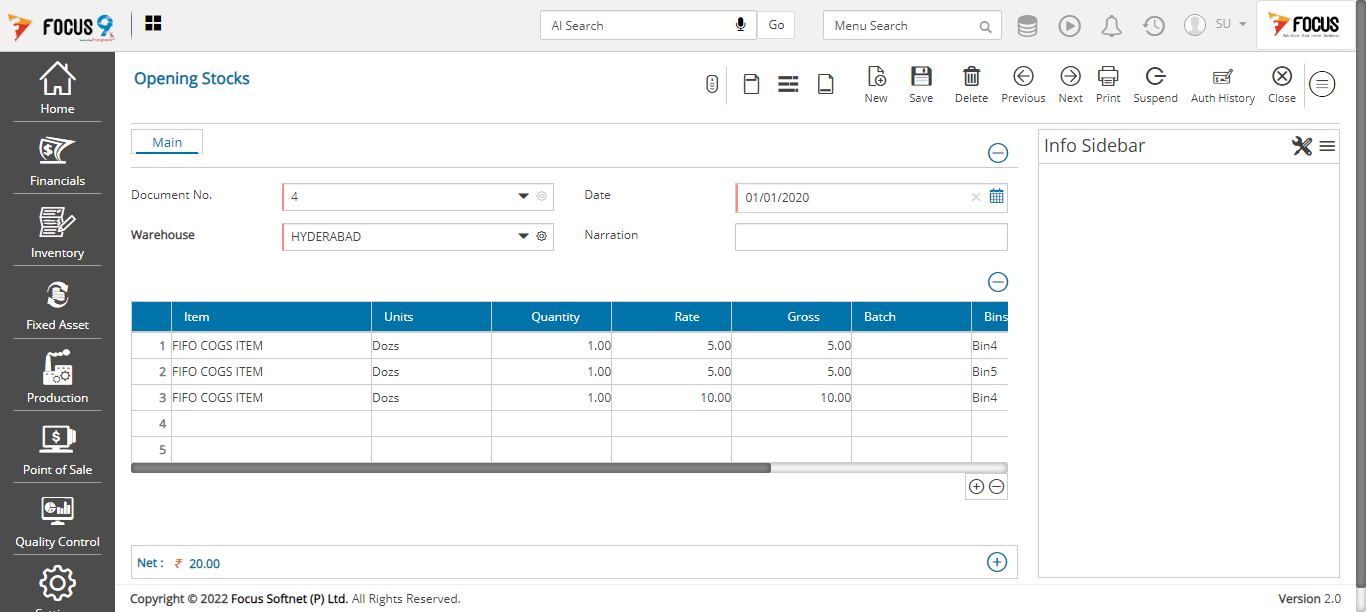 FOCUS 9
AI Search
Go
Menu Search
SU
FOCUS
Home
Financials
Inventory
Fixed Asset
Production
Point of Sale
Quality Control
Opening Stocks
New Save Delete Previous Next Print Suspend Auth History Close
Main
Document No. 4 Date 01/01/2020
Warehouse HYDERABAD Narration
Info Sidebar
Item Units Quantity Rate Gross Batch Bins
1 FIFO COGS ITEM Dozs 1.00 5.00 5.00 Bin4
2 FIFO COGS ITEM Dozs 1.00 5.00 5.00 Bin5
3 FIFO COGS ITEM Dozs 1.00 10.00 10.00 Bin4
4
5
Net : ₹ 20.00
Copyright © 2022 Focus Softnet (P) Ltd. All Rights Reserved.
Version 2.0